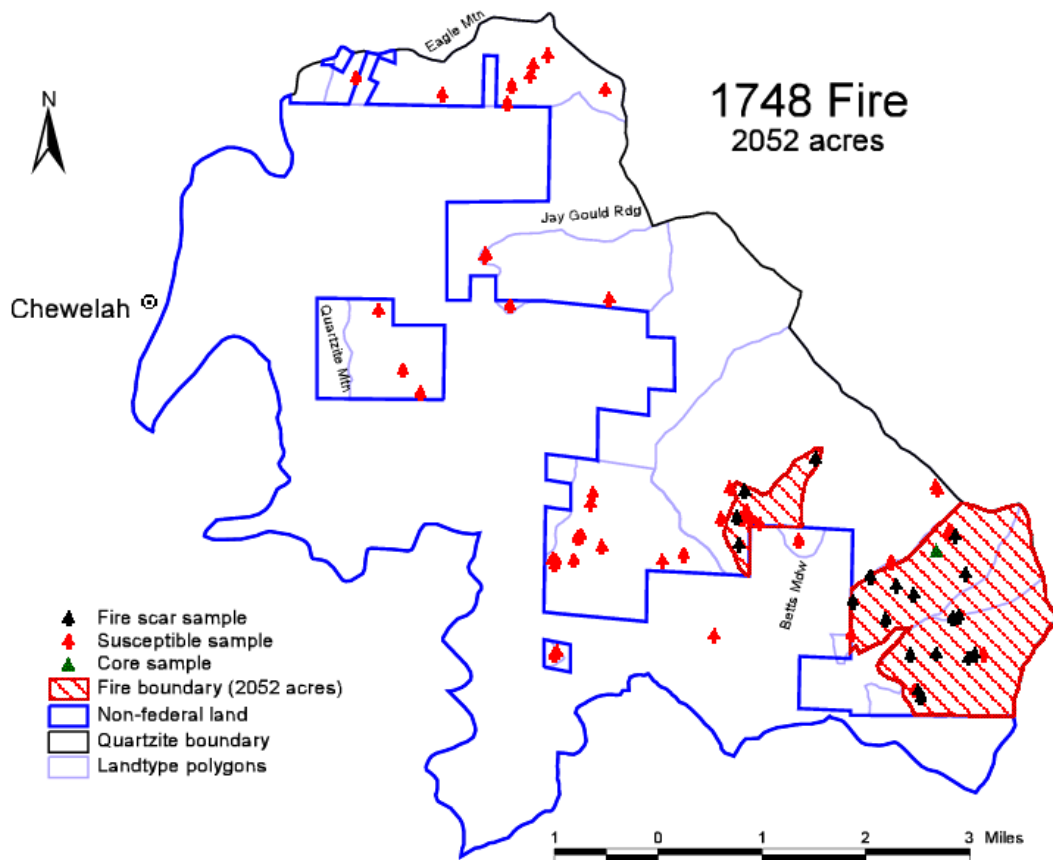 Eagle Mtn
N
1748 Fire
2052 acres
Jay Gould Rdg
Chewelah
Quartzite Mtn
Betts Mdw
Fire scar sample
Susceptible sample
Core sample
Fire boundary (2052 acres)
Non-federal land
Quartzite boundary
Landtype polygons
1 0 1 2 3 Miles